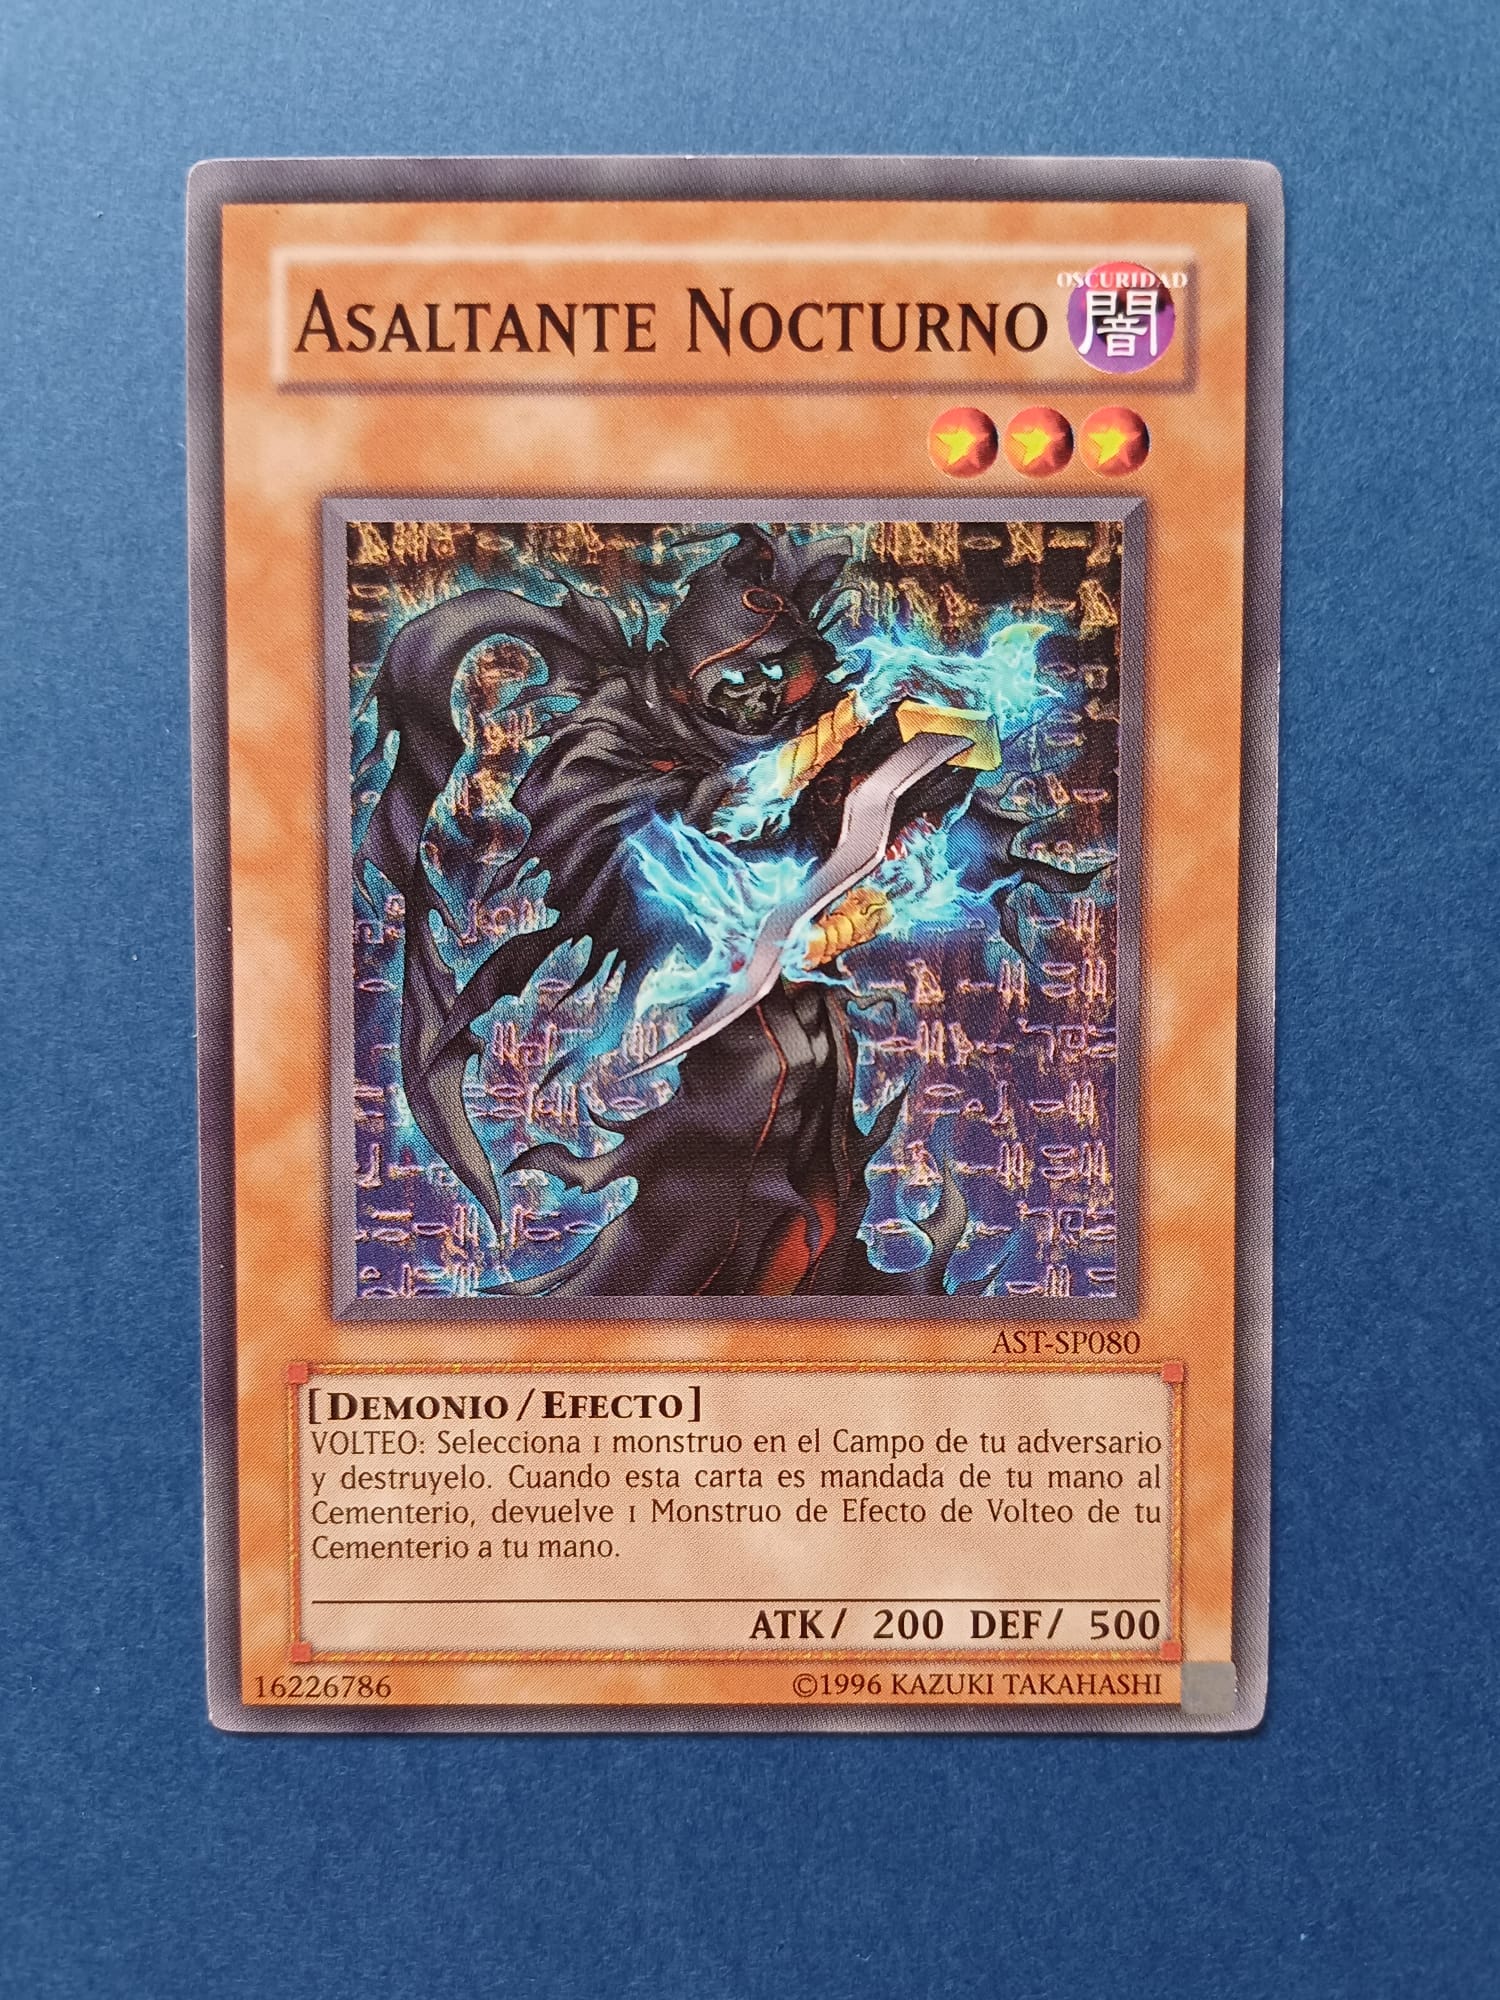 ASALTANTE NOCTURNO
OSCURIDAD
闇
AST-SP080
[DEMONIO/EFECTO]
VOLTEO: Selecciona 1 monstruo en el Campo de tu adversario
y destruyelo. Cuando esta carta es mandada de tu mano al
Cementerio, devuelve 1 Monstruo de Efecto de Volteo de tu
Cementerio a tu mano.
ATK/ 200 DEF/ 500
16226786 ©1996 KAZUKI TAKAHASHI